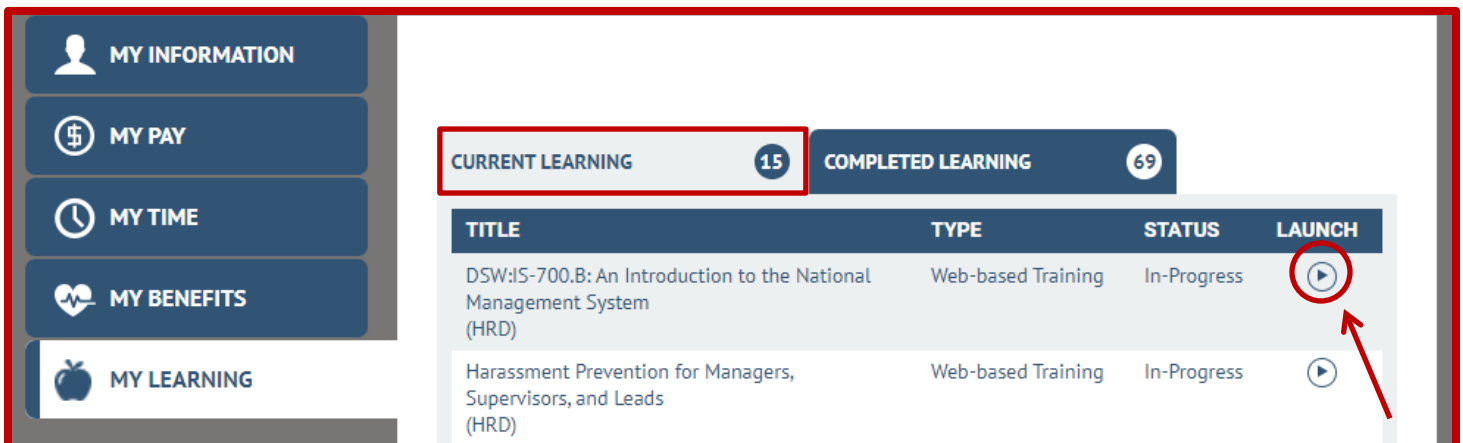 MY INFORMATION
MY PAY
MY TIME
MY BENEFITS
MY LEARNING
CURRENT LEARNING 15 COMPLETED LEARNING 69
TITLE TYPE STATUS LAUNCH
DSW:IS-700.B: An Introduction to the National Web-based Training In-Progress
Management System
(HRD)
Harassment Prevention for Managers, Web-based Training In-Progress
Supervisors, and Leads
(HRD)